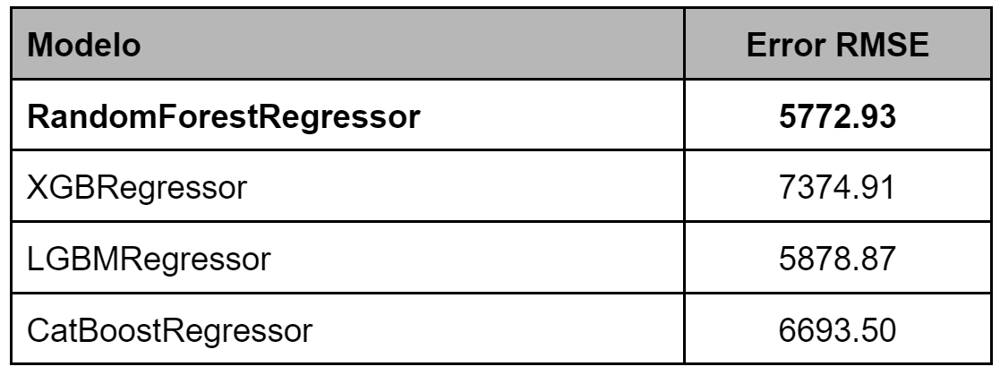 Modelo Error RMSE
RandomForestRegressor 5772.93
XGBRegressor 7374.91
LGBMRegressor 5878.87
CatBoostRegressor 6693.50